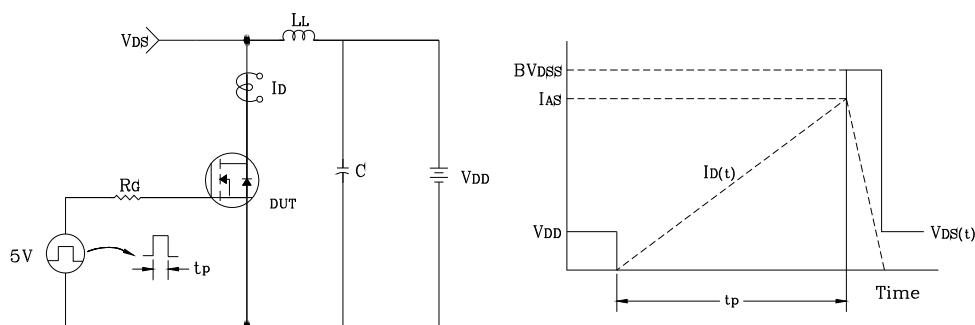 LL
VDS
ID
RG
DUT
C
VDD
5V
tp
BVDSS
IAS
ID(t)
VDD
VDS(t)
tp
Time